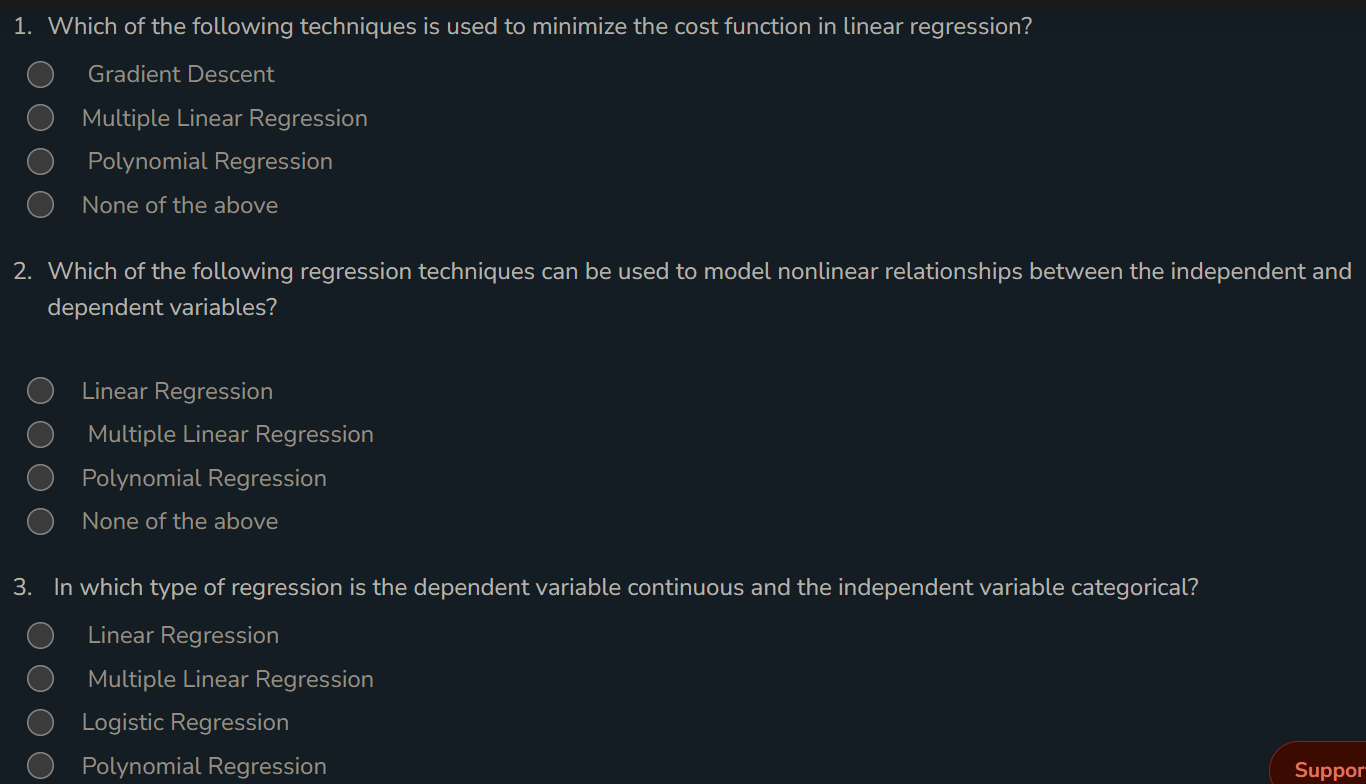 1. Which of the following techniques is used to minimize the cost function in linear regression?
Gradient Descent
Multiple Linear Regression
Polynomial Regression
None of the above
2. Which of the following regression techniques can be used to model nonlinear relationships between the independent and
dependent variables?
Linear Regression
Multiple Linear Regression
Polynomial Regression
None of the above
3. In which type of regression is the dependent variable continuous and the independent variable categorical?
Linear Regression
Multiple Linear Regression
Logistic Regression
Polynomial Regression